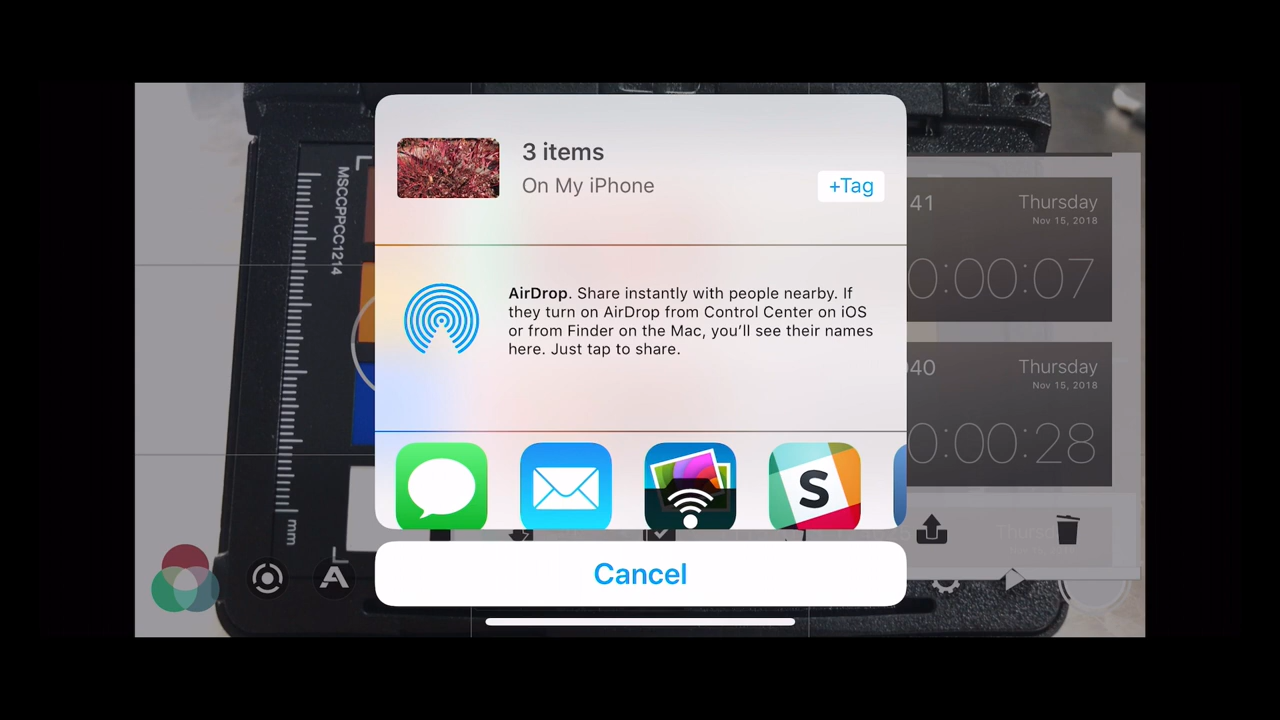 3 items
On My iPhone
+Tag
AirDrop. Share instantly with people nearby. If
they turn on AirDrop from Control Center on iOS
or from Finder on the Mac, you’ll see their names
here. Just tap to share.
S
Cancel
MSCCPPCC1214
mm
A
41
Thursday
Nov 15, 2018
0:00:07
040
Thursday
Nov 15, 2018
0:00:28
Thursday